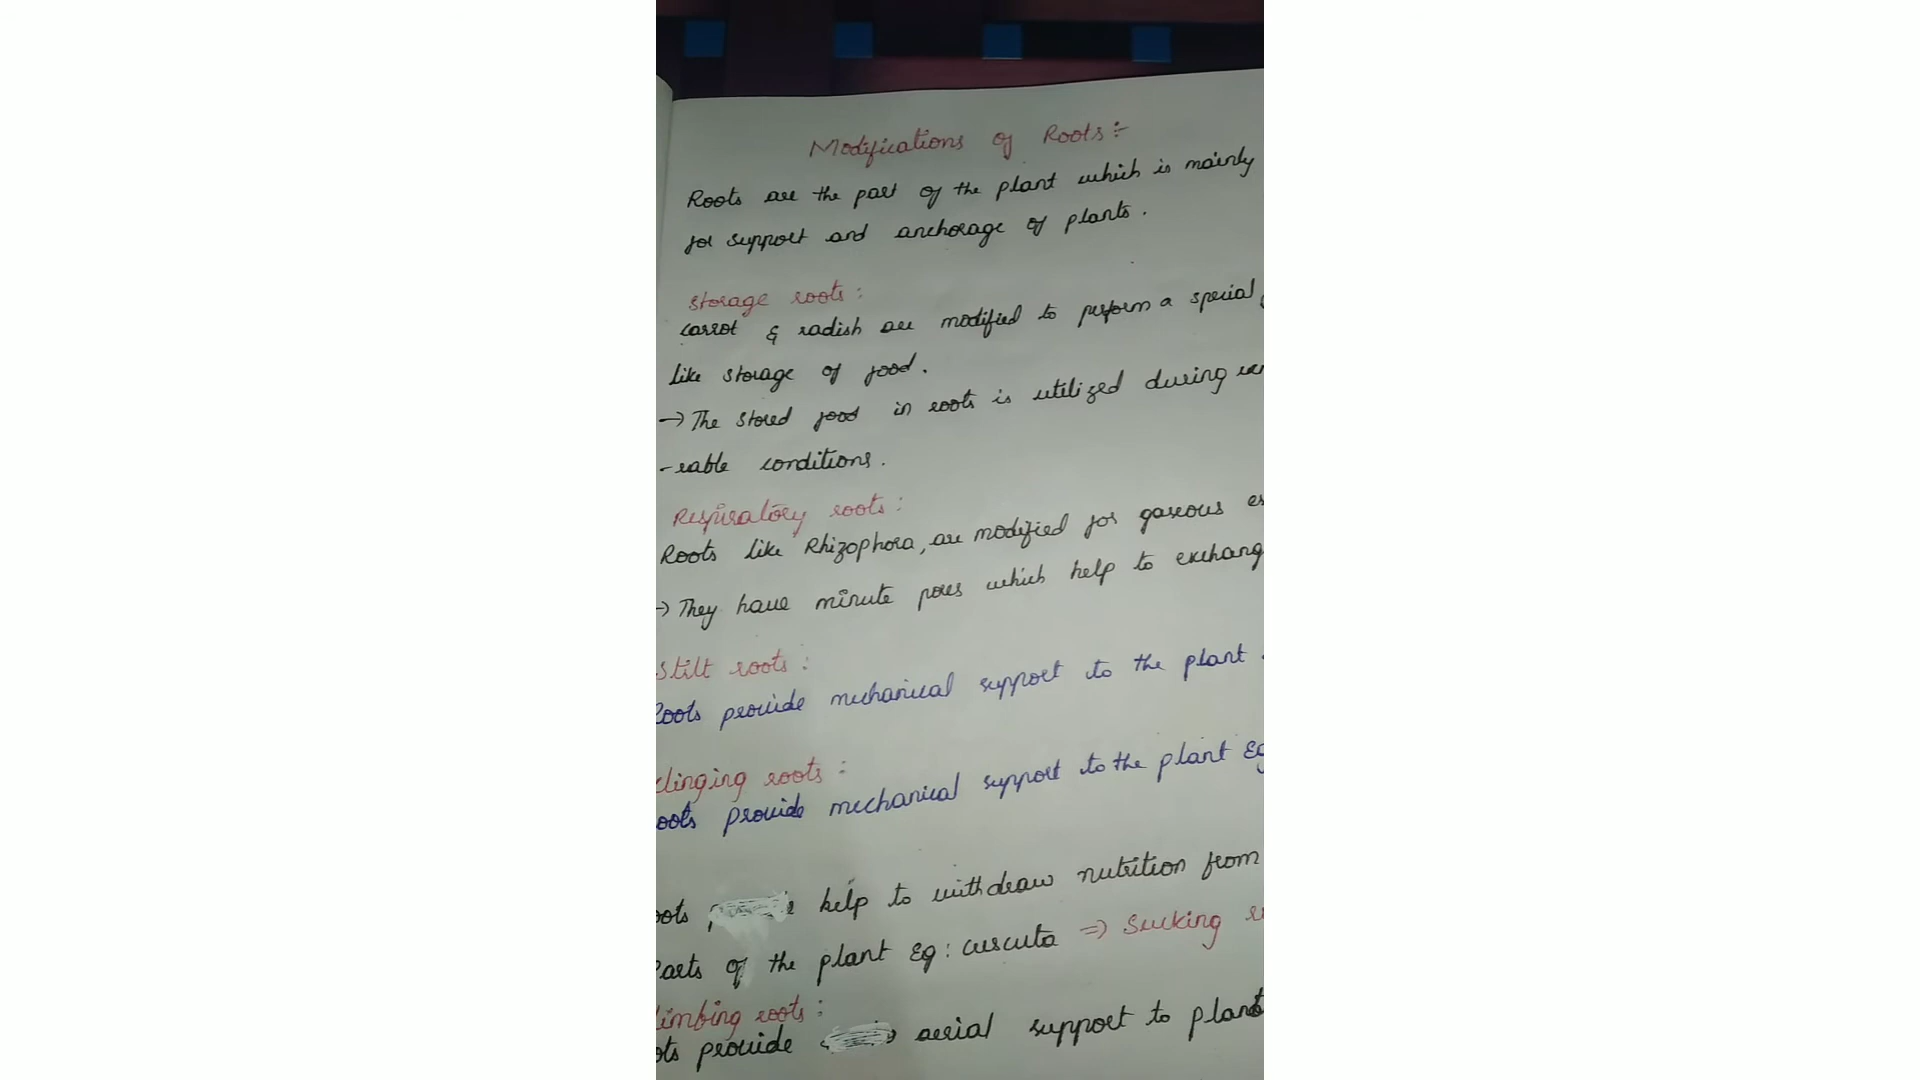 Modifications of Roots :-
Roots are the part of the plant which is mainly
for support and anchorage of plants.
Storage roots :
carrot & radish are modified to perform a special
like storage of food.
→ The stored food in roots is utilized during
-rable conditions.
Respiratory roots :
Roots like Rhizophora, are modified for gaseous
→ They have minute pores which help to exchang
Stilt roots :
Roots provide mechanical support to the plant.
clinging roots :
oots provide mechanical support to the plant Eg
oots help to withdraw nutrition from
Parts of the plant Eg : cuscuta ⇒ Sucking
limbing roots :
ots provide aerial support to plant